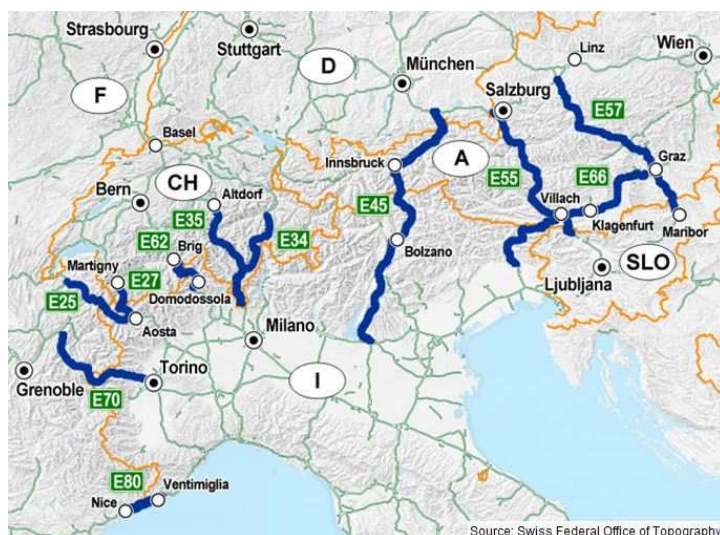 Strasbourg
Stuttgart
D
Linz
Wien
München
F
Salzburg
E57
Basel
Innsbruck
A
Graz
CH
Altdorf
E55
E66
Bern
E35
Villach
E62
E45
Klagenfurt
Maribor
Brig
E34
Martigny
E27
Bolzano
SLO
E25
Domodossola
Ljubljana
Aosta
Milano
Grenoble
Torino
I
E70
E80
Ventimiglia
Nice
Source: Swiss Federal Office of Topography